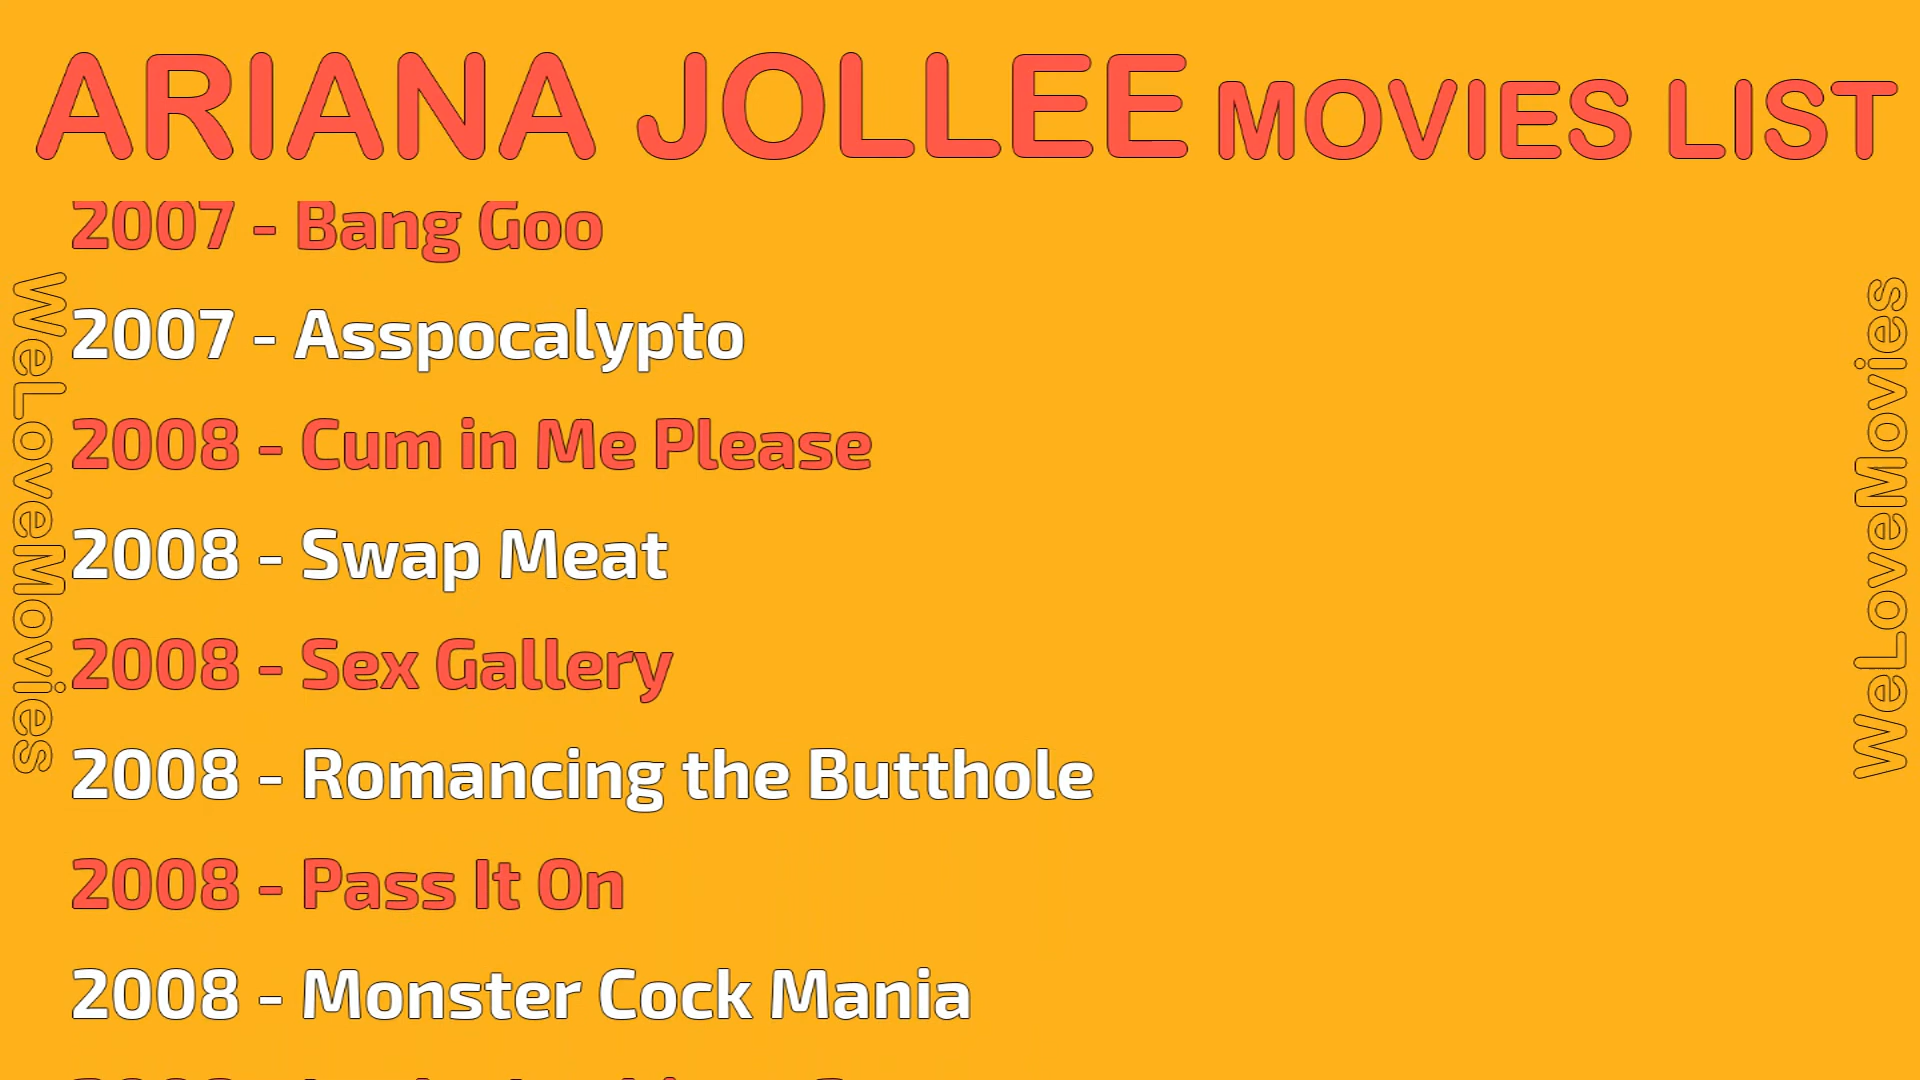 ARIANA JOLLEE MOVIES LIST
2007 - Bang Goo
2007 - Asspocalypto
2008 - Cum in Me Please
2008 - Swap Meat
2008 - Sex Gallery
2008 - Romancing the Butthole
2008 - Pass It On
2008 - Monster Cock Mania
WeLoveMovies
WeLoveMovies